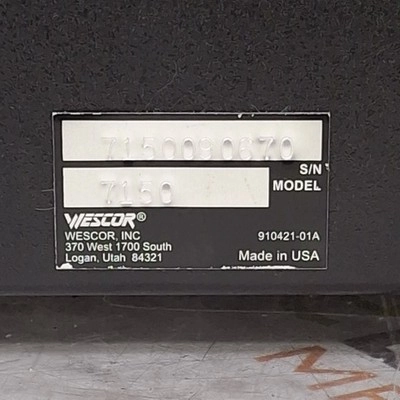 7150090670
S/N
7150
MODEL
WESCOR®
WESCOR, INC
370 West 1700 South
Logan, Utah 84321
910421-01A
Made in USA